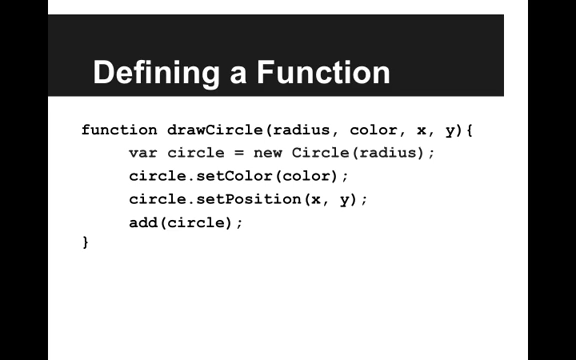 Defining a Function
function drawCircle(radius, color, x, y){
var circle = new Circle(radius);
circle.setColor(color);
circle.setPosition(x, y);
add(circle);
}